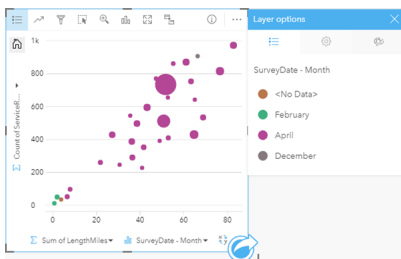 Layer options
SurveyDate - Month
<No Data>
February
April
December
1k
800
600
400
200
0
Count of ServiceR...
0 20 40 60 80
Sum of LengthMiles
SurveyDate - Month